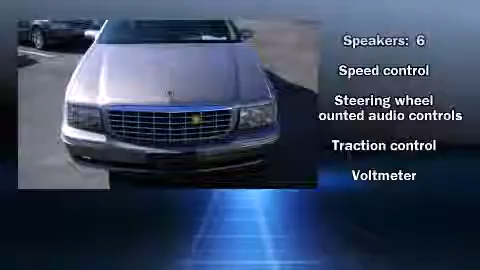 Speakers: 6
Speed control
Steering wheel
ounted audio controls
Traction control
Voltmeter